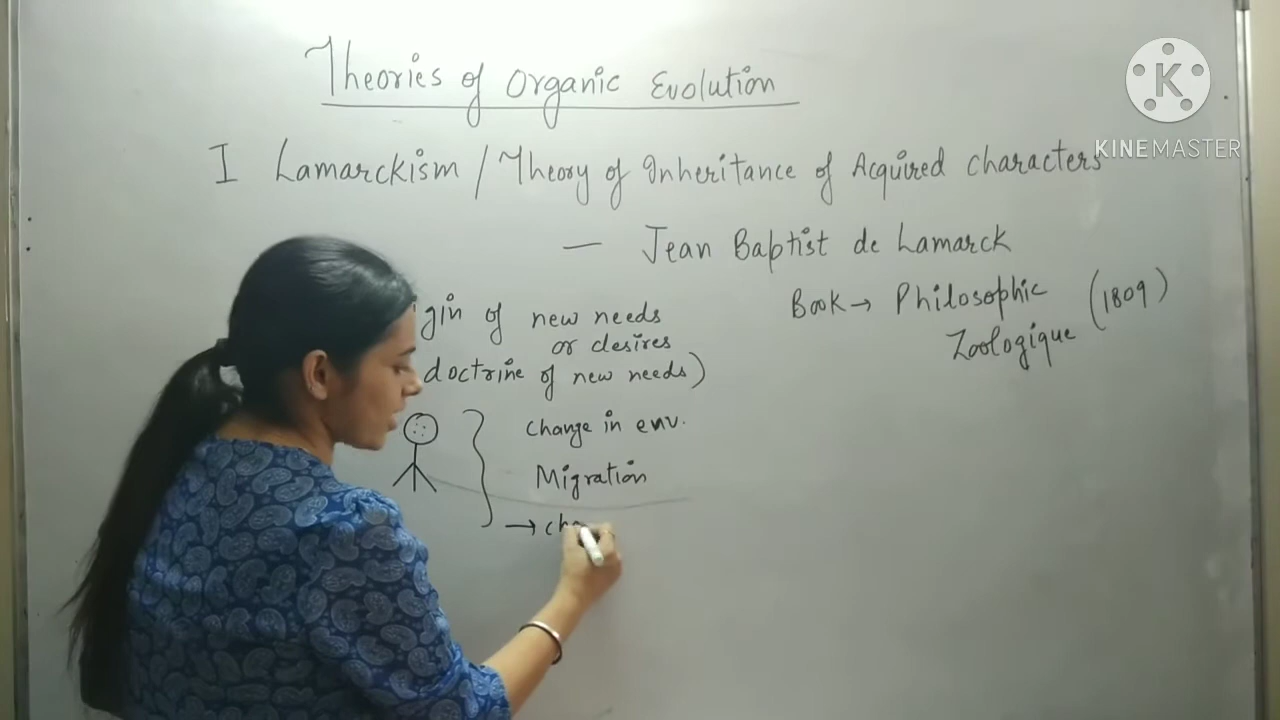 Theories of Organic Evolution
KINEMASTER
I Lamarckism / Theory of Inheritance of Acquired characters
— Jean Baptist de Lamarck
Book → Philosophic (1809)
Zoologique
gin of new needs
or desires
doctrine of new needs)
change in env.
Migration
→ cha